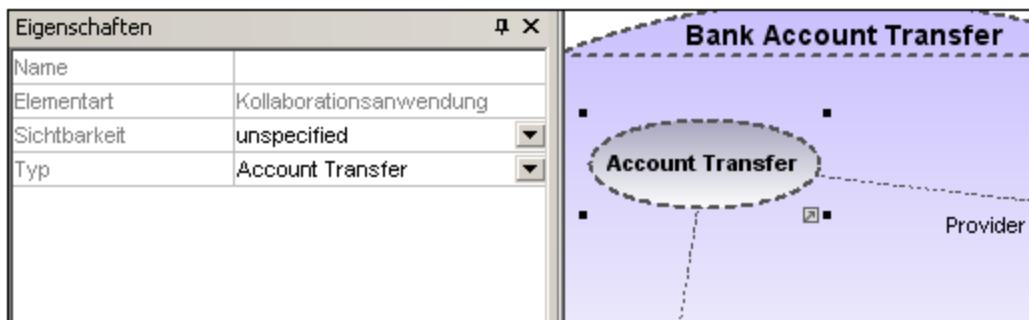 Eigenschaften
Name
Elementart Kollaborationsanwendung
Sichtbarkeit unspecified
Typ Account Transfer
Bank Account Transfer
Account Transfer
Provider